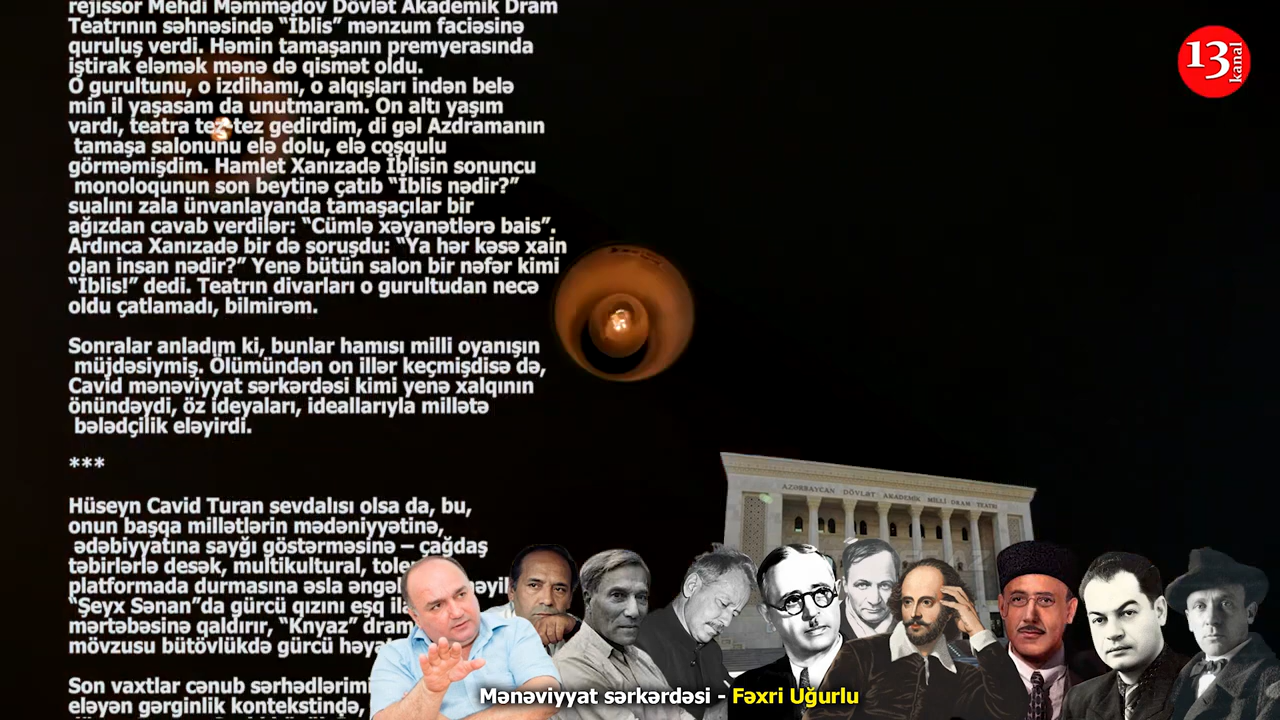 rejissor Mehdi Məmmədov Dövlət Akademik Dram
Teatrının səhnəsində “İblis” mənzum faciəsinə
quruluş verdi. Həmin tamaşanın premyerasında
iştirak eləmək mənə də qismət oldu.
O gurultunu, o izdihamı, o alqışları indən belə
min il yaşasam da unutmaram. On altı yaşım
vardı, teatra tez-tez gedirdim, di gəl Azdramanın
tamaşa salonunu elə dolu, elə coşqulu
görməmişdim. Hamlet Xanızadə İblisin sonuncu
monoloqunun son beytinə çatıb “İblis nədir?”
sualını zala ünvanlayanda tamaşaçılar bir
ağızdan cavab verdilər: “Cümlə xəyanətlərə bais”.
Ardınca Xanızadə bir də soruşdu: “Ya hər kəsə xain
olan insan nədir?” Yenə bütün salon bir nəfər kimi
“İblis!” dedi. Teatrın divarları o gurultudan necə
oldu çatlamadı, bilmirəm.
Sonralar anladım ki, bunlar hamısı milli oyanışın
müjdəsiymiş. Ölümündən on illər keçmişdisə də,
Cavid mənəviyyat sərkərdəsi kimi yenə xalqının
önündəydi, öz ideyaları, ideallarıyla millətə
bələdçilik eləyirdi.
***
Hüseyn Cavid Turan sevdalısı olsa da, bu,
onun başqa millətlərin mədəniyyətinə,
ədəbiyyatına sayğı göstərməsinə – çağdaş
təbirlərlə desək, multikultural,
platformada durmasına əsla
“Şeyx Sənan”da gürcü qızını eşq
mərtəbəsinə qaldırır, “Knyaz”
mövzusu bütövlükdə gürcü
Son vaxtlar cənub
eləyən gərginlik kontekstində,
13 kanal
AZƏRBAYCAN DÖVLƏT AKADEMİK MİLLİ DRAM TEATRI
Mənəviyyat sərkərdəsi - Fəxri Uğurlu